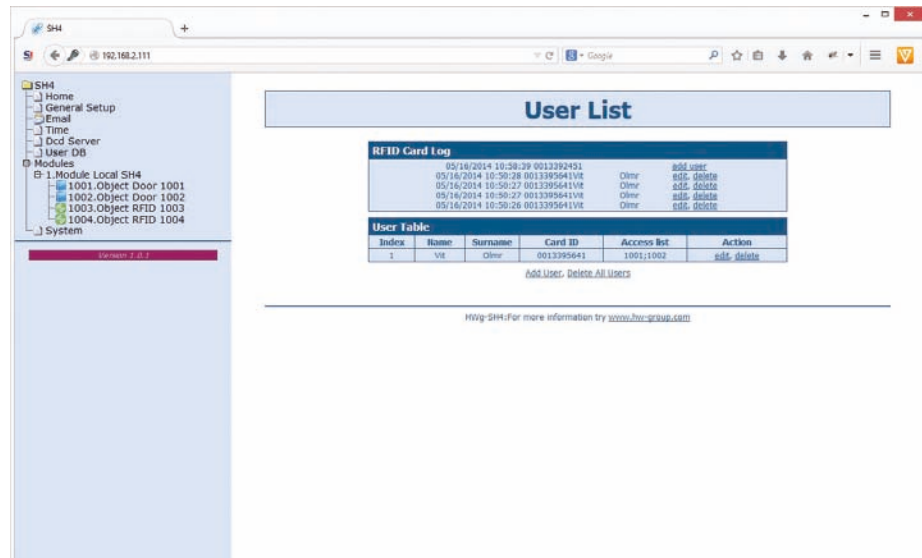 SH4
192.168.2.111
Google
SH4
Home
General Setup
Email
Time
Dcd Server
User DB
Modules
1.Module Local SH4
1001.Object Door 1001
1002.Object Door 1002
1003.Object RFID 1003
1004.Object RFID 1004
System
Version 1.0.1
User List
RFID Card Log
05/16/2014 10:58:39 0013392451 add user
05/16/2014 10:50:28 0013395641Vit Olmr edit, delete
05/16/2014 10:50:27 0013395641Vit Olmr edit, delete
05/16/2014 10:50:27 0013395641Vit Olmr edit, delete
05/16/2014 10:50:26 0013395641Vit Olmr edit, delete
User Table
Index Name Surname Card ID Access list Action
1 Vit Olmr 0013395641 1001;1002 edit, delete
Add User, Delete All Users
HWg-SH4:For more information try www.hw-group.com